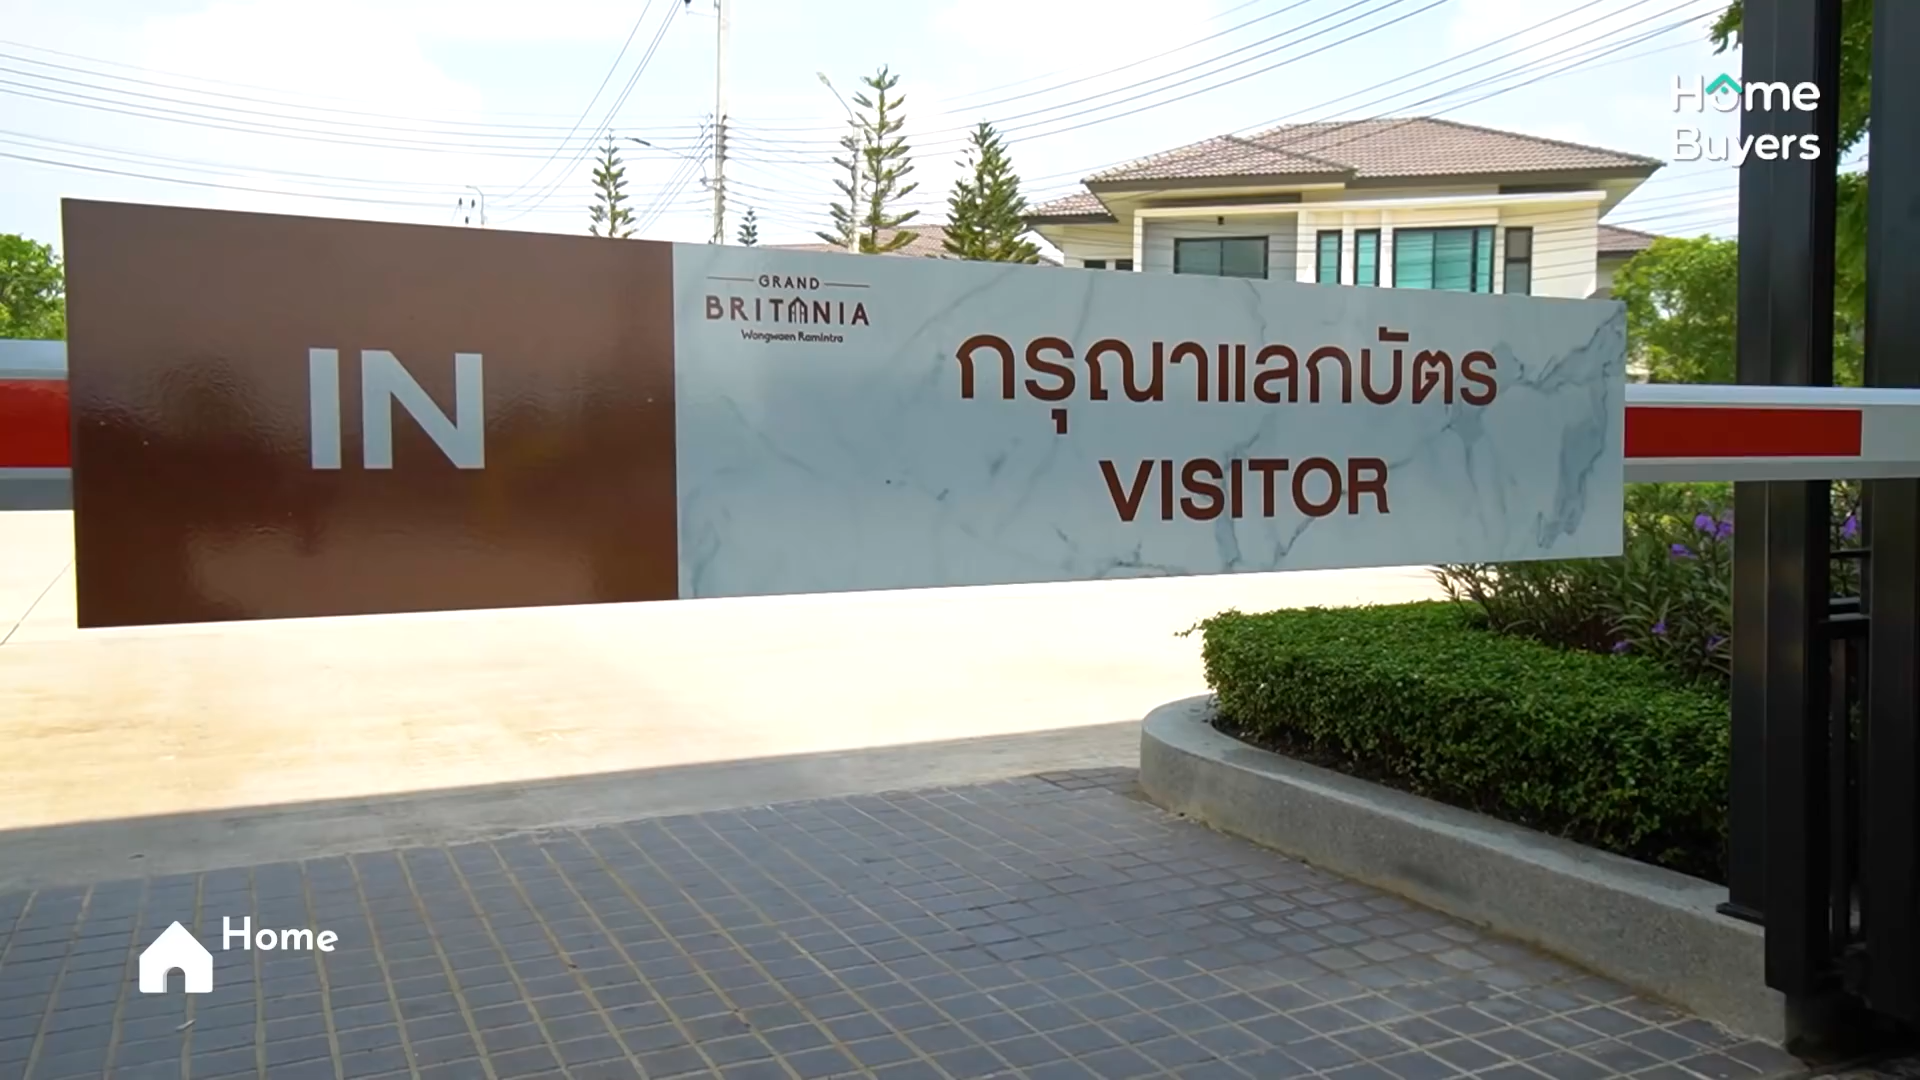 Home
Buyers
GRAND
BRITANIA
Wongwaen Ramintra
IN
กรุณาแลกบัตร
VISITOR
Home